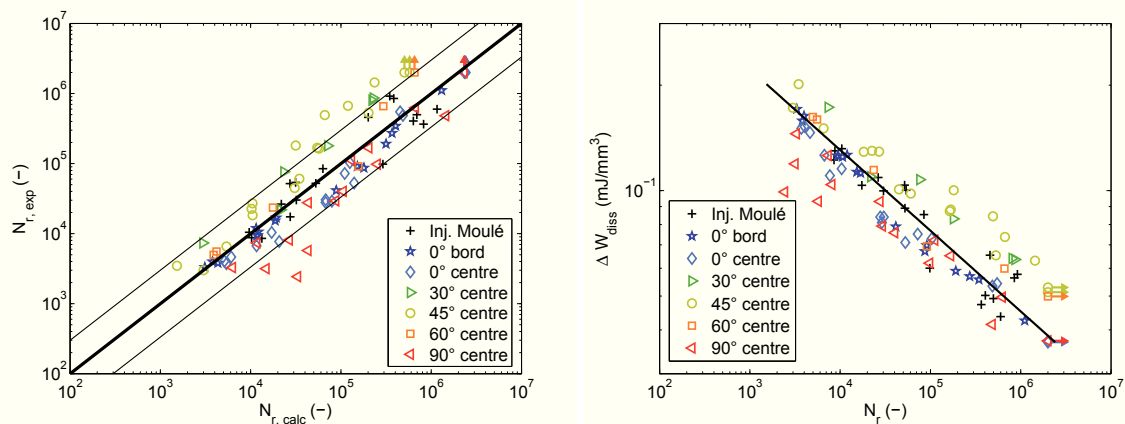 10^7
10^6
10^5
10^4
10^3
10^2
N_r, exp (−)
10^2 10^3 10^4 10^5 10^6 10^7
N_r, calc (−)
Inj. Moulé
0° bord
0° centre
30° centre
45° centre
60° centre
90° centre
10^-1
Δ W_diss (mJ/mm^3)
10^2 10^3 10^4 10^5 10^6 10^7
N_r (−)
Inj. Moulé
0° bord
0° centre
30° centre
45° centre
60° centre
90° centre